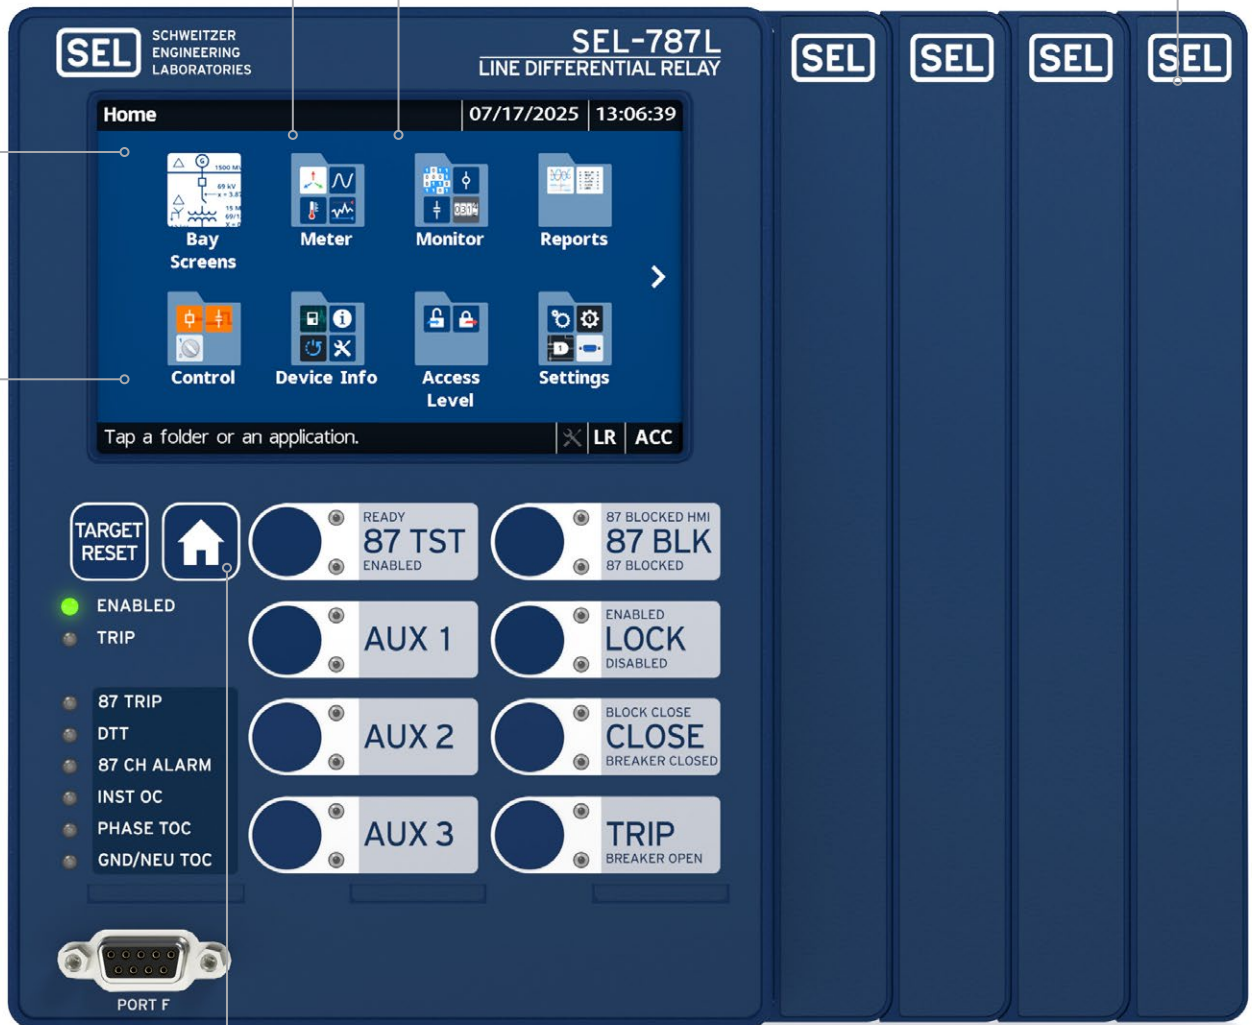 SEL
SCHWEITZER
ENGINEERING
LABORATORIES
SEL-787L
LINE DIFFERENTIAL RELAY
SEL
SEL
SEL
SEL
Home
07/17/2025
13:06:39
1500
69 kV
Bay
Screens
Meter
Monitor
Reports
Control
Device Info
Access
Level
Settings
Tap a folder or an application.
LR
ACC
TARGET
RESET
READY
87 TST
ENABLED
87 BLOCKED HMI
87 BLK
87 BLOCKED
ENABLED
TRIP
AUX 1
ENABLED
LOCK
DISABLED
87 TRIP
DTT
87 CH ALARM
INST OC
PHASE TOC
GND/NEU TOC
AUX 2
BLOCK CLOSE
CLOSE
BREAKER CLOSED
AUX 3
TRIP
BREAKER OPEN
PORT F